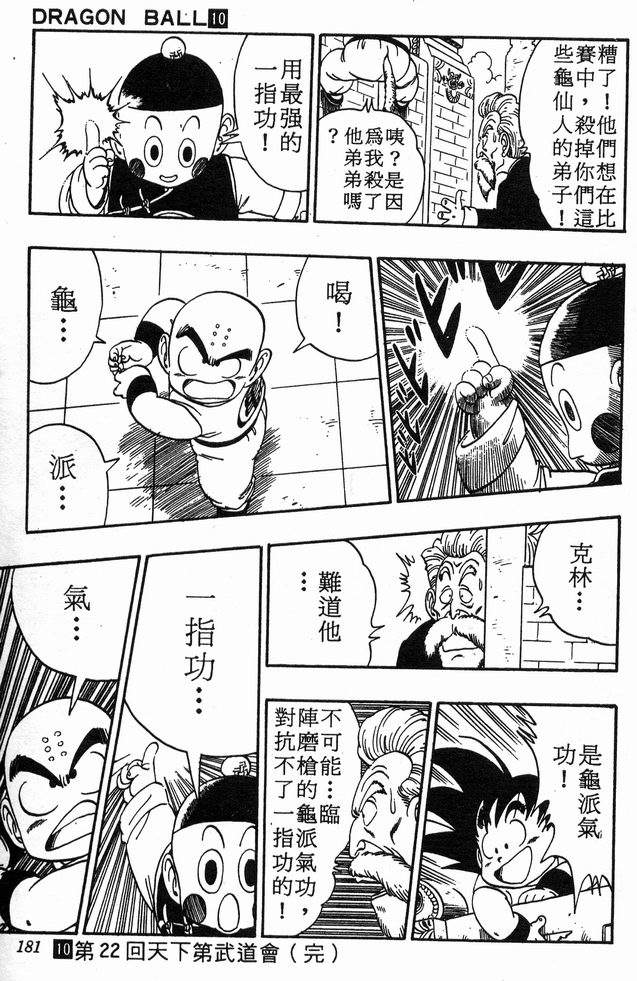 DRAGON BALL 10
糟了！他們想在比
賽中，殺掉你們這
些龜仙人的弟子！
咦？是因
爲我殺了
他弟弟嗎
？
用最强的
一指功！
喝！
龜…
派…
克林…
難道他
…
是龜派氣
功！
不可能…臨
陣磨槍的龜派氣功，
對抗不了一指功的！
一指功…
氣…
181 10 第22回天下第武道會（完）